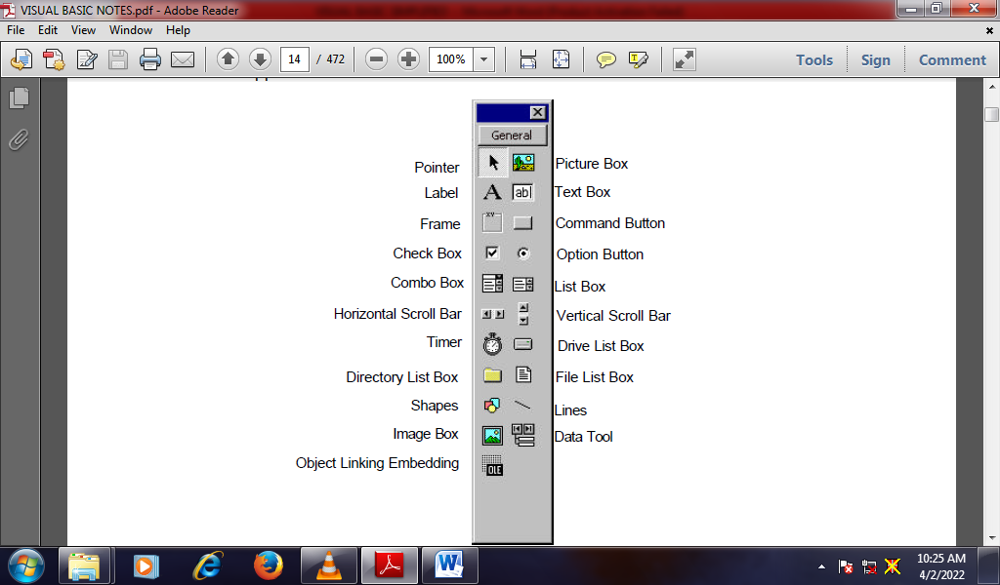 VISUAL BASIC NOTES.pdf - Adobe Reader
File Edit View Window Help
14 / 472 100% Tools Sign Comment
General
Pointer Picture Box
Label A ab Text Box
Frame xy Command Button
Check Box Option Button
Combo Box List Box
Horizontal Scroll Bar Vertical Scroll Bar
Timer Drive List Box
Directory List Box File List Box
Shapes Lines
Image Box Data Tool
Object Linking Embedding OLE
10:25 AM
4/2/2022